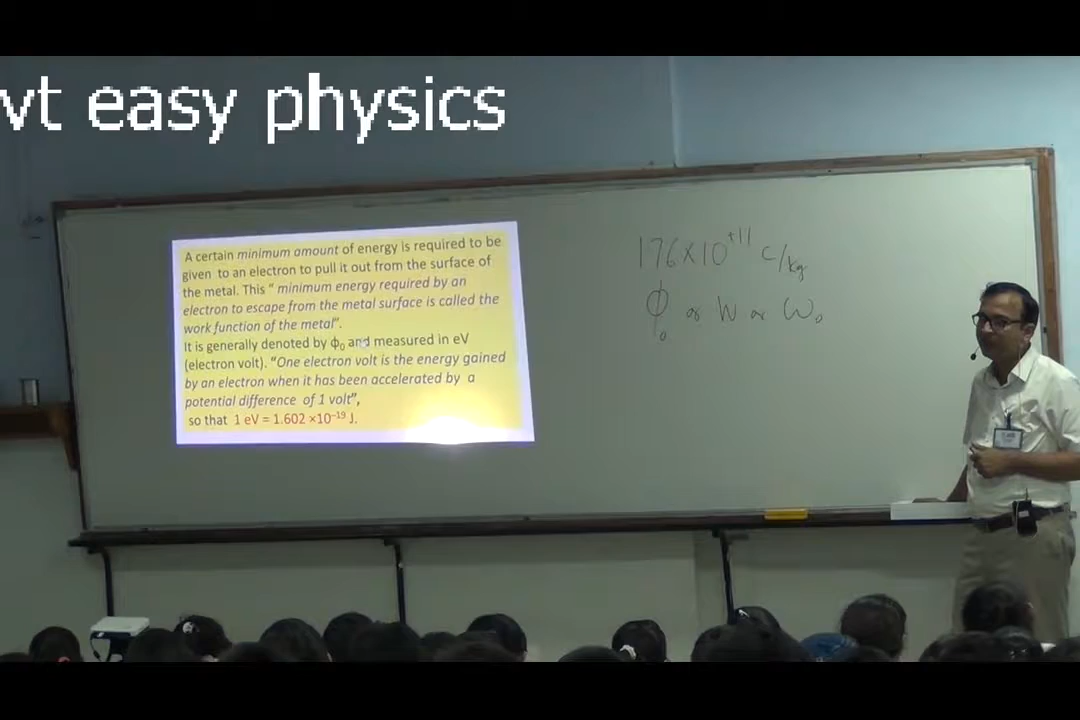 vt easy physics
A certain minimum amount of energy is required to be
given to an electron to pull it out from the surface of
the metal. This “ minimum energy required by an
electron to escape from the metal surface is called the
work function of the metal”.
It is generally denoted by ϕ₀ and measured in eV
(electron volt). “One electron volt is the energy gained
by an electron when it has been accelerated by a
potential difference of 1 volt”,
so that 1 eV = 1.602 ×10⁻¹⁹ J.
176×10⁺¹¹ C/Kg
ϕ₀ or W or ω₀